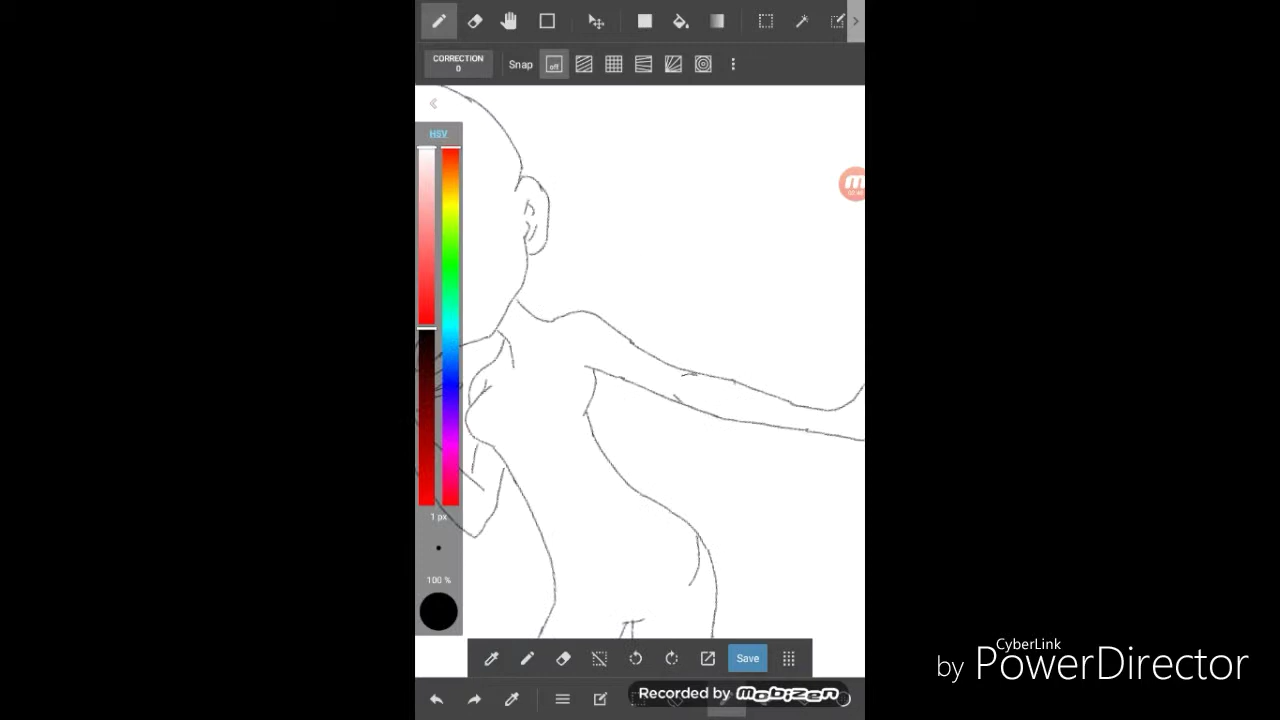 CORRECTION
0
Snap
off
HSV
1 px
100 %
Save
Recorded by mobizen
CyberLink
by PowerDirector